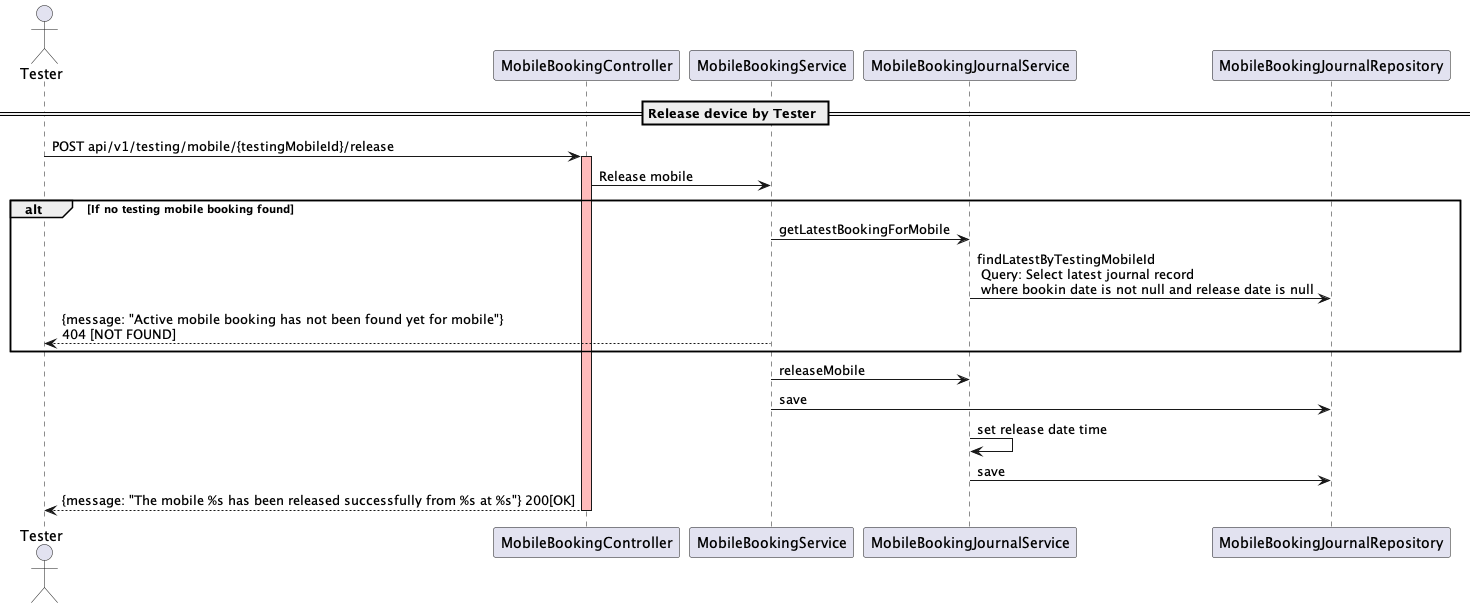 Tester
MobileBookingController
MobileBookingService
MobileBookingJournalService
MobileBookingJournalRepository
Release device by Tester
POST api/v1/testing/mobile/{testingMobileId}/release
Release mobile
alt
[If no testing mobile booking found]
getLatestBookingForMobile
findLatestByTestingMobileId
Query: Select latest journal record
where bookin date is not null and release date is null
{message: "Active mobile booking has not been found yet for mobile"}
404 [NOT FOUND]
releaseMobile
save
set release date time
save
{message: "The mobile %s has been released successfully from %s at %s"} 200[OK]
Tester
MobileBookingController
MobileBookingService
MobileBookingJournalService
MobileBookingJournalRepository